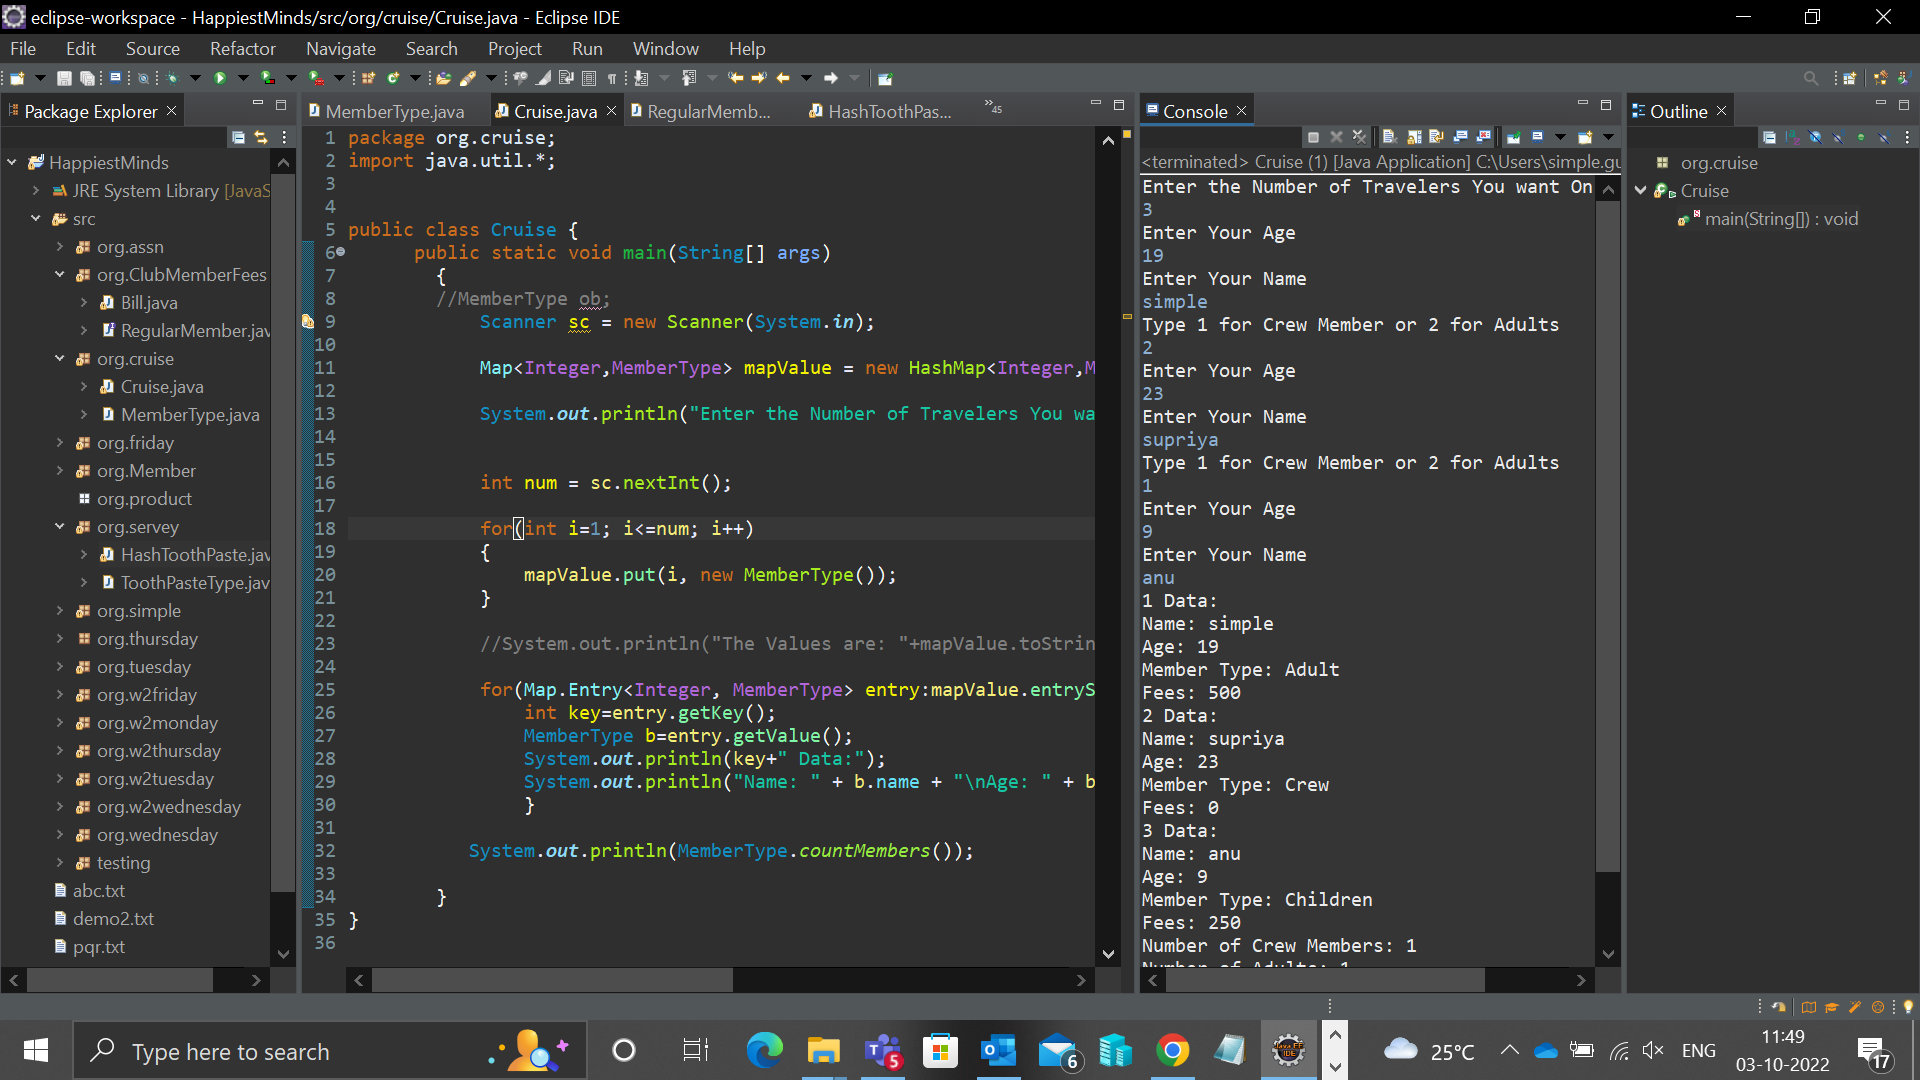 eclipse-workspace - HappiestMinds/src/org/cruise/Cruise.java - Eclipse IDE
File Edit Source Refactor Navigate Search Project Run Window Help
Package Explorer
HappiestMinds
JRE System Library [JavaS
src
org.assn
org.ClubMemberFees
Bill.java
RegularMember.jav
org.cruise
Cruise.java
MemberType.java
org.friday
org.Member
org.product
org.servey
HashToothPaste.jav
ToothPasteType.jav
org.simple
org.thursday
org.tuesday
org.w2friday
org.w2monday
org.w2thursday
org.w2tuesday
org.w2wednesday
org.wednesday
testing
abc.txt
demo2.txt
pqr.txt
MemberType.java Cruise.java RegularMemb... HashToothPas... »45
1 package org.cruise;
2 import java.util.*;
3
4
5 public class Cruise {
6 public static void main(String[] args)
7 {
8 //MemberType ob;
9 Scanner sc = new Scanner(System.in);
10
11 Map<Integer,MemberType> mapValue = new HashMap<Integer,M
12
13 System.out.println("Enter the Number of Travelers You wa
14
15
16 int num = sc.nextInt();
17
18 for(int i=1; i<=num; i++)
19 {
20 mapValue.put(i, new MemberType());
21 }
22
23 //System.out.println("The Values are: "+mapValue.toStrin
24
25 for(Map.Entry<Integer, MemberType> entry:mapValue.entryS
26 int key=entry.getKey();
27 MemberType b=entry.getValue();
28 System.out.println(key+" Data:");
29 System.out.println("Name: " + b.name + "\nAge: " + b
30 }
31
32 System.out.println(MemberType.countMembers());
33
34 }
35 }
36
Console
<terminated> Cruise (1) [Java Application] C:\Users\simple.gu
Enter the Number of Travelers You want On
3
Enter Your Age
19
Enter Your Name
simple
Type 1 for Crew Member or 2 for Adults
2
Enter Your Age
23
Enter Your Name
supriya
Type 1 for Crew Member or 2 for Adults
1
Enter Your Age
9
Enter Your Name
anu
1 Data:
Name: simple
Age: 19
Member Type: Adult
Fees: 500
2 Data:
Name: supriya
Age: 23
Member Type: Crew
Fees: 0
3 Data:
Name: anu
Age: 9
Member Type: Children
Fees: 250
Number of Crew Members: 1
Number of Adults: 1
Outline
org.cruise
Cruise
main(String[]) : void
Type here to search
5
6
Java EE
IDE
25°C
ENG
11:49
03-10-2022
17